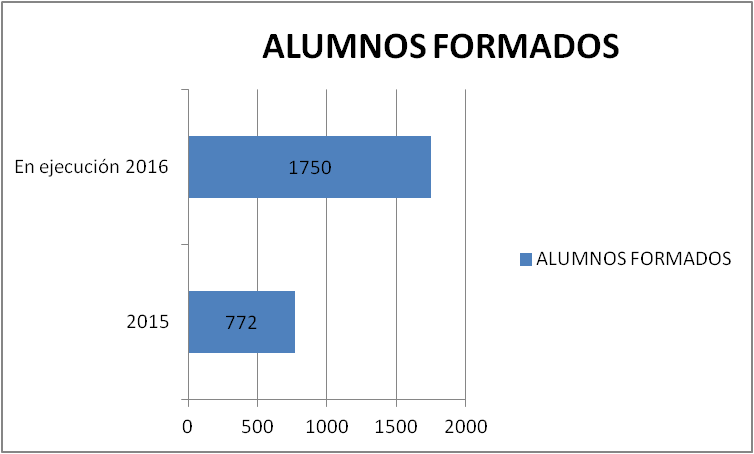 ALUMNOS FORMADOS
En ejecución 2016
1750
ALUMNOS FORMADOS
2015
772
0 500 1000 1500 2000